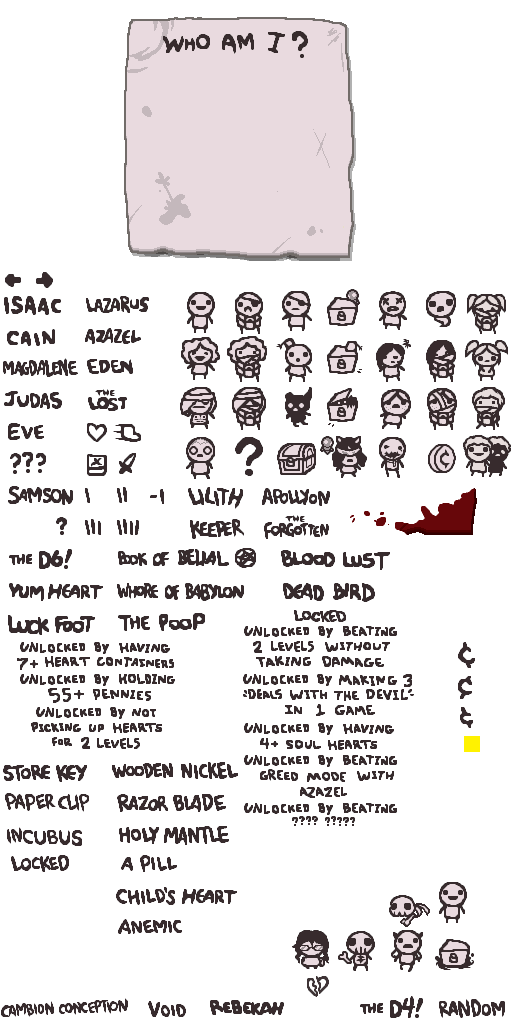 WHO AM I?
ISAAC LAZARUS
CAIN AZAZEL
MAGDALENE EDEN
JUDAS THE LOST
EVE
???
?
SAMSON I II -1 LILITH APOLLYON
? III IIII KEEPER THE FORGOTTEN
¢
THE D6! BOOK OF BELIAL BLOOD LUST
YUM HEART WHORE OF BABYLON DEAD BIRD
LUCK FOOT THE POOP
UNLOCKED BY HAVING
7+ HEART CONTAINERS
UNLOCKED BY HOLDING
55+ PENNIES
UNLOCKED BY NOT
PICKING UP HEARTS
FOR 2 LEVELS
LOCKED
UNLOCKED BY BEATING
2 LEVELS WITHOUT
TAKING DAMAGE
UNLOCKED BY MAKING 3
"DEALS WITH THE DEVIL"
IN 1 GAME
UNLOCKED BY HAVING
4+ SOUL HEARTS
UNLOCKED BY BEATING
GREED MODE WITH
AZAZEL
UNLOCKED BY BEATING
???? ?????
¢
¢
¢
STORE KEY WOODEN NICKEL
PAPER CLIP RAZOR BLADE
INCUBUS HOLY MANTLE
LOCKED A PILL
CHILD'S HEART
ANEMIC
CAMBION CONCEPTION VOID REBEKAH THE D4! RANDOM